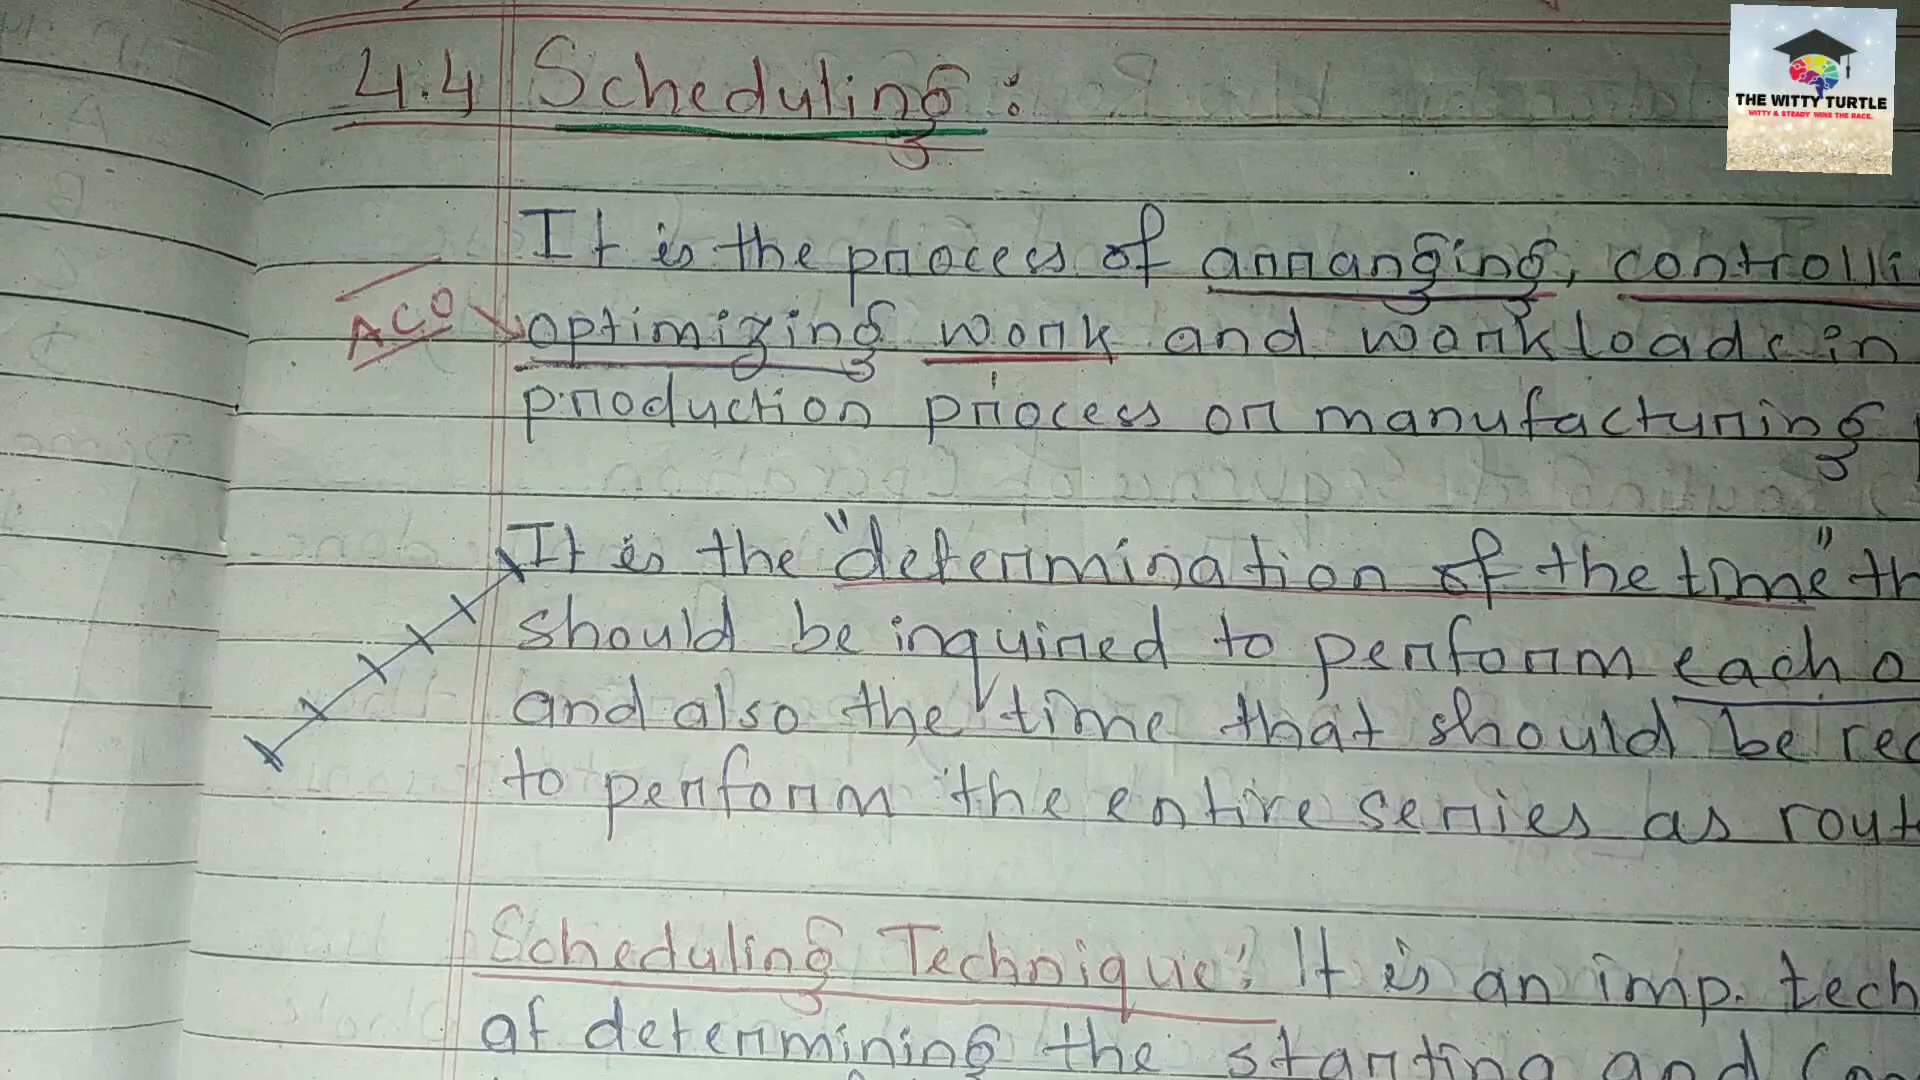 4.4 Scheduling :
It is the process of arranging, controlli
ACO optimizing work and workloads in
production process or manufacturing
It is the "determination of the time" th
should be inquired to perform each o
and also the time that should be rec
to perform the entire series as rout
Scheduling Technique: It is an imp. tech
at determining the starting and
THE WITTY TURTLE
WITTY & STEADY WINS THE RACE.